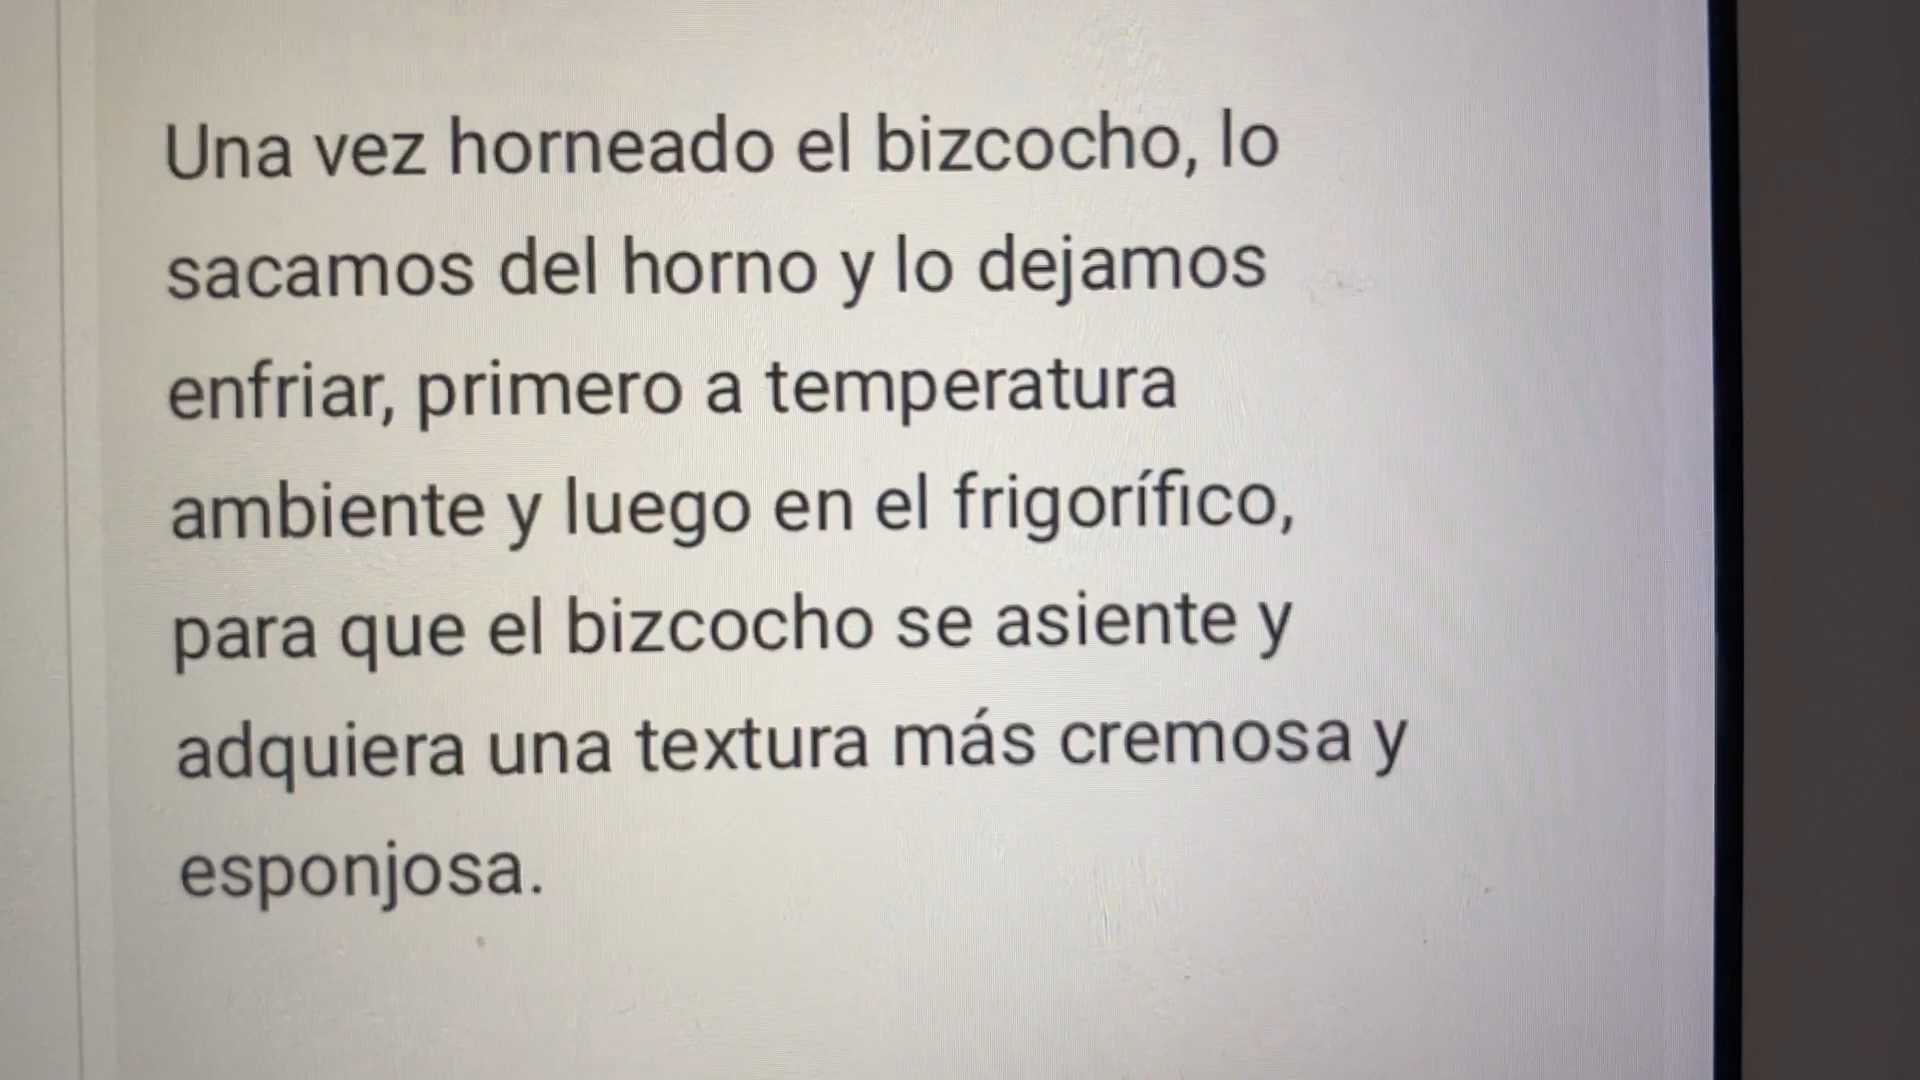 Una vez horneado el bizcocho, lo
sacamos del horno y lo dejamos
enfriar, primero a temperatura
ambiente y luego en el frigorífico,
para que el bizcocho se asiente y
adquiera una textura más cremosa y
esponjosa.